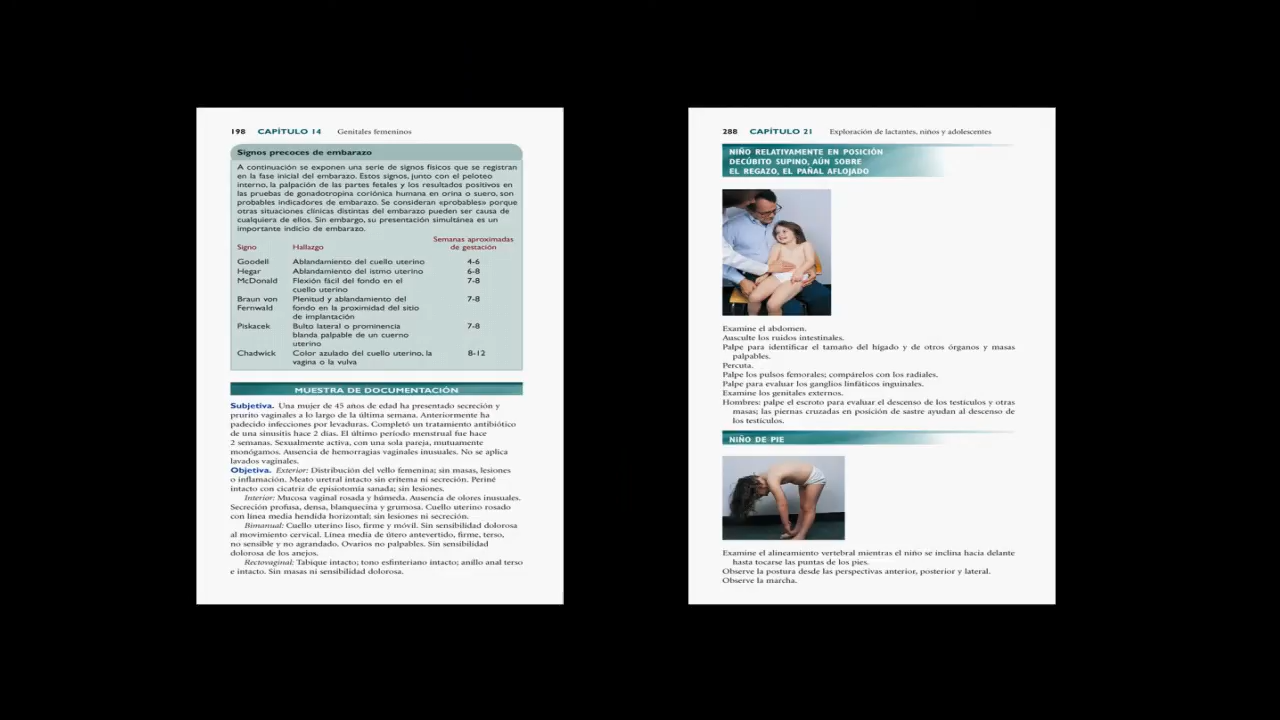 198 CAPÍTULO 14 Genitales femeninos
Signos precoces de embarazo
A continuación se exponen una serie de signos físicos que se registran
en la fase inicial del embarazo. Estos signos, junto con el peloteo
interno, la palpación de las partes fetales y los resultados positivos en
las pruebas de gonadotropina coriónica humana en orina o suero, son
probables indicadores de embarazo. Se consideran «probables» porque
otras situaciones clínicas distintas del embarazo pueden ser causa de
cualquiera de ellos. Sin embargo, su presentación simultánea es un
importante indicio de embarazo.
Semanas aproximadas
Signo Hallazgo de gestación
Goodell Ablandamiento del cuello uterino 4-6
Hegar Ablandamiento del istmo uterino 6-8
McDonald Flexión fácil del fondo en el 7-8
cuello uterino
Braun von Plenitud y ablandamiento del 7-8
Fernwald fondo en la proximidad del sitio
de implantación
Piskacek Bulto lateral o prominencia 7-8
blanda palpable de un cuerno
uterino
Chadwick Color azulado del cuello uterino, la 8-12
vagina o la vulva
MUESTRA DE DOCUMENTACIÓN
Subjetiva. Una mujer de 45 años de edad ha presentado secreción y
prurito vaginales a lo largo de la última semana. Anteriormente ha
padecido infecciones por levaduras. Completó un tratamiento antibiótico
de una sinusitis hace 2 días. El último período menstrual fue hace
2 semanas. Sexualmente activa, con una sola pareja, mutuamente
monógamos. Ausencia de hemorragias vaginales inusuales. No se aplica
lavados vaginales.
Objetiva. Exterior: Distribución del vello femenina; sin masas, lesiones
o inflamación. Meato uretral intacto sin eritema ni secreción. Periné
intacto con cicatriz de episiotomía sanada; sin lesiones.
Interior: Mucosa vaginal rosada y húmeda. Ausencia de olores inusuales.
Secreción profusa, densa, blanquecina y grumosa. Cuello uterino rosado
con línea media hendida horizontal; sin lesiones ni secreción.
Bimanual: Cuello uterino liso, firme y móvil. Sin sensibilidad dolorosa
al movimiento cervical. Línea media de útero antevertido, firme, terso,
no sensible y no agrandado. Ovarios no palpables. Sin sensibilidad
dolorosa de los anejos.
Rectovaginal: Tabique intacto; tono esfinteriano intacto; anillo anal terso
e intacto. Sin masas ni sensibilidad dolorosa.
288 CAPÍTULO 21 Exploración de lactantes, niños y adolescentes
NIÑO RELATIVAMENTE EN POSICIÓN
DECÚBITO SUPINO, AÚN SOBRE
EL REGAZO, EL PAÑAL AFLOJADO
Examine el abdomen.
Ausculte los ruidos intestinales.
Palpe para identificar el tamaño del hígado y de otros órganos y masas
palpables.
Percuta.
Palpe los pulsos femorales; compárelos con los radiales.
Palpe para evaluar los ganglios linfáticos inguinales.
Examine los genitales externos.
Hombres: palpe el escroto para evaluar el descenso de los testículos y otras
masas; las piernas cruzadas en posición de sastre ayudan al descenso de
los testículos.
NIÑO DE PIE
Examine el alineamiento vertebral mientras el niño se inclina hacia delante
hasta tocarse las puntas de los pies.
Observe la postura desde las perspectivas anterior, posterior y lateral.
Observe la marcha.